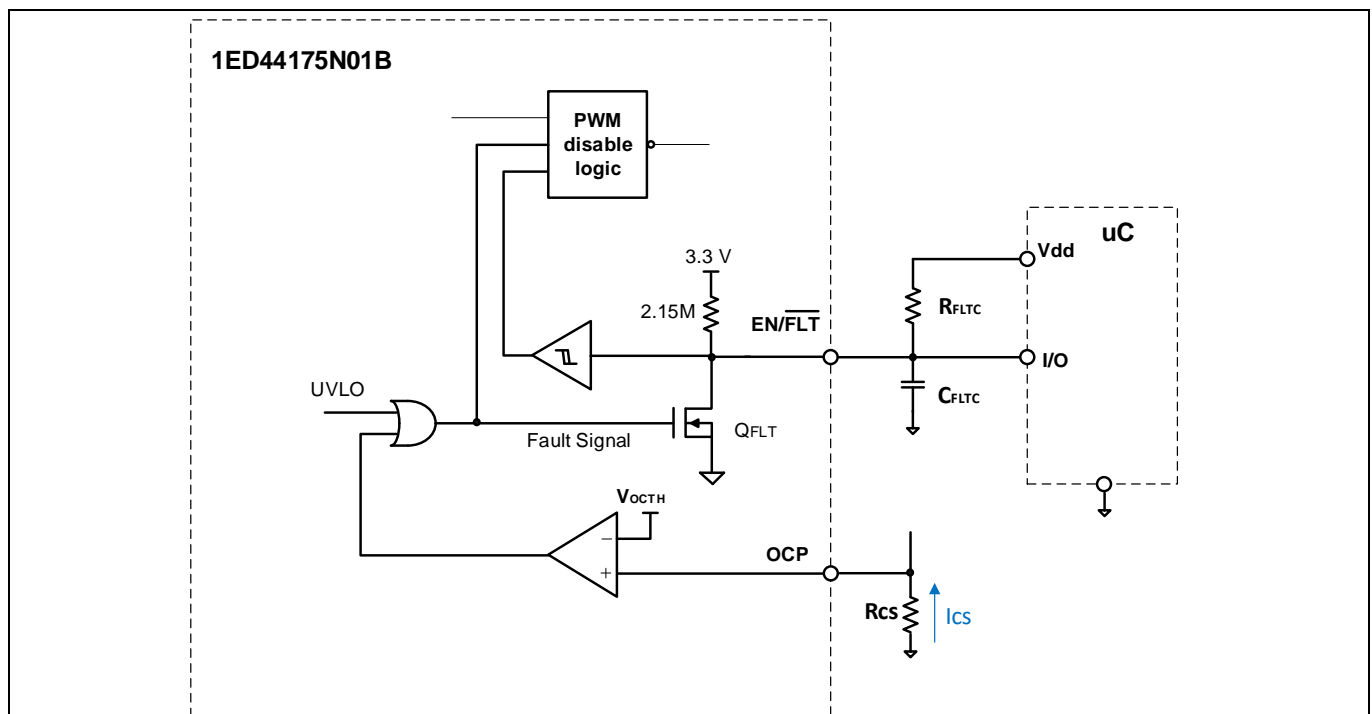 1ED44175N01B
PWM
disable
logic
uC
Vdd
3.3 V
2.15M
RFLTC
EN/FLT
I/O
CFLTC
UVLO
Fault Signal
QFLT
VOCTH
−
+
OCP
Rcs
Ics